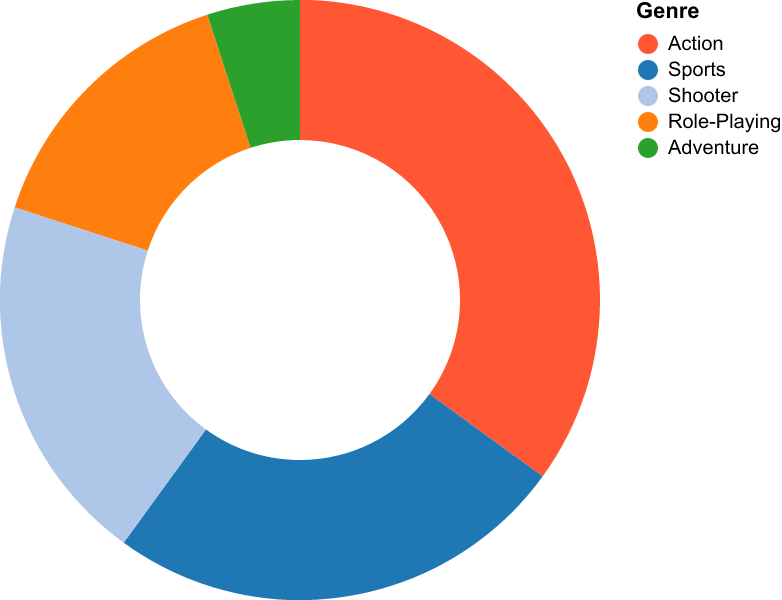 Genre
Action
Sports
Shooter
Role-Playing
Adventure